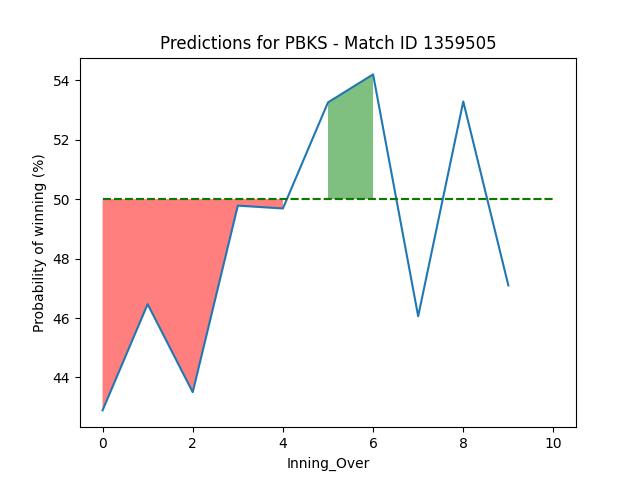 Predictions for PBKS - Match ID 1359505
Probability of winning (%)
54
52
50
48
46
44
0 2 4 6 8 10
Inning_Over